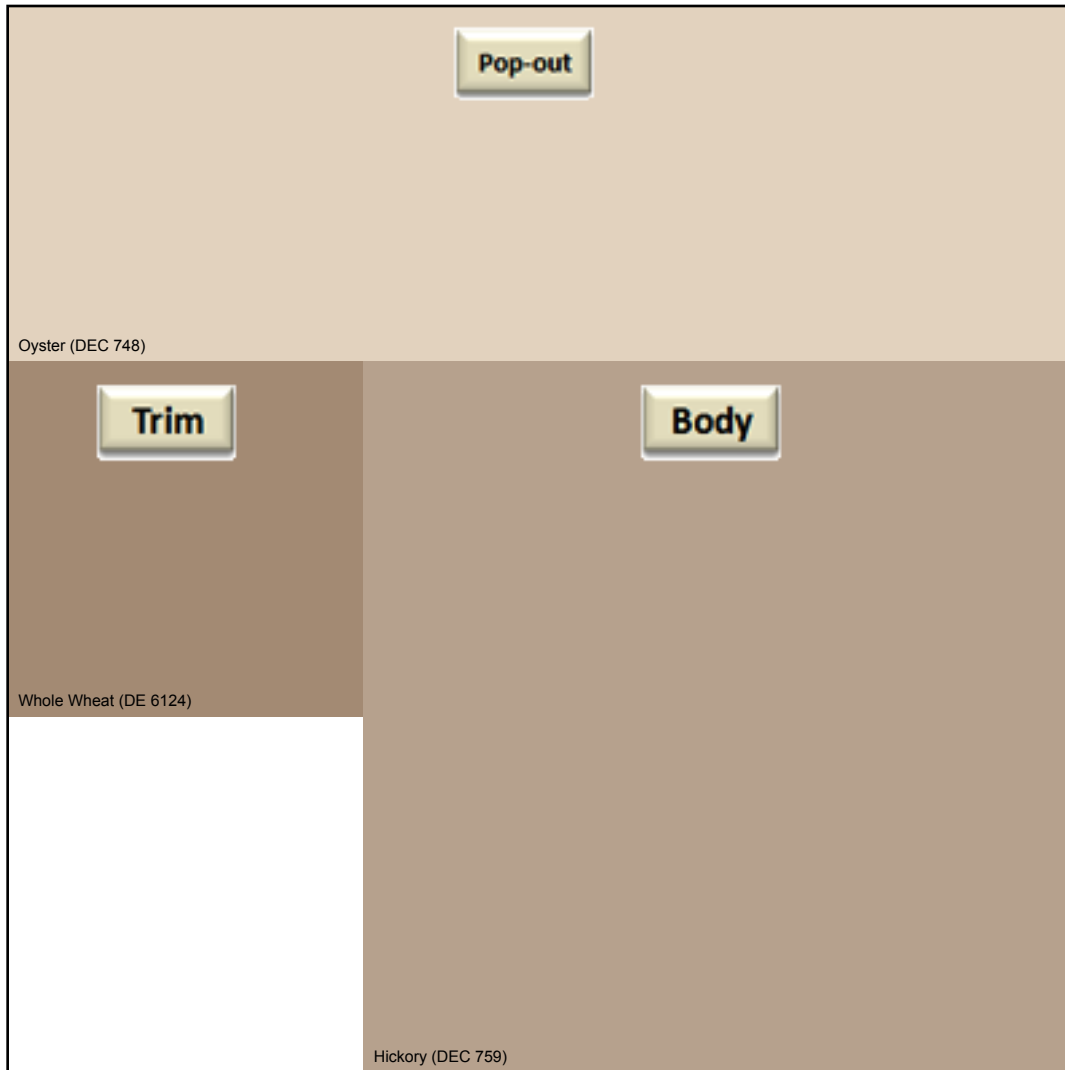 Pop-out
Oyster (DEC 748)
Trim
Body
Whole Wheat (DE 6124)
Hickory (DEC 759)